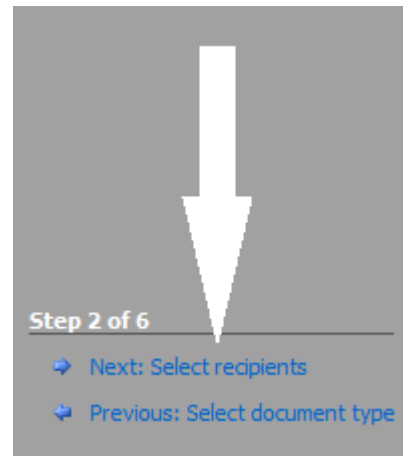 Step 2 of 6
Next: Select recipients
Previous: Select document type